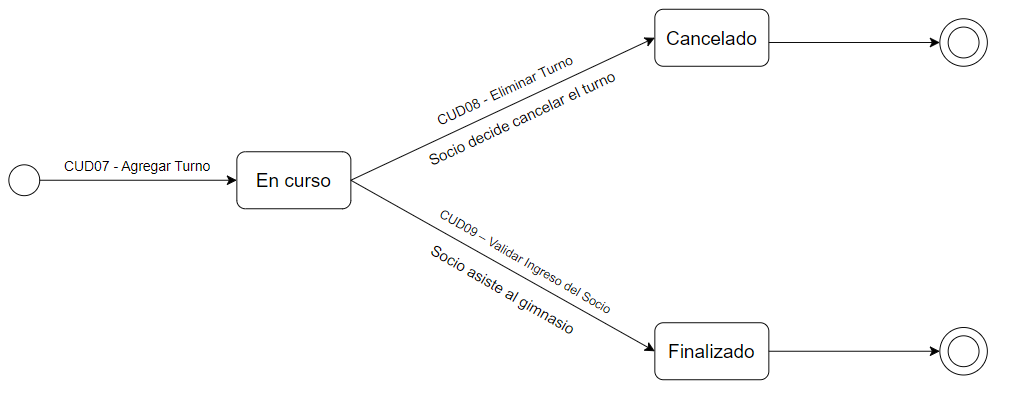 CUD07 - Agregar Turno
En curso
CUD08 - Eliminar Turno
Socio decide cancelar el turno
Cancelado
CUD09 – Validar Ingreso del Socio
Socio asiste al gimnasio
Finalizado